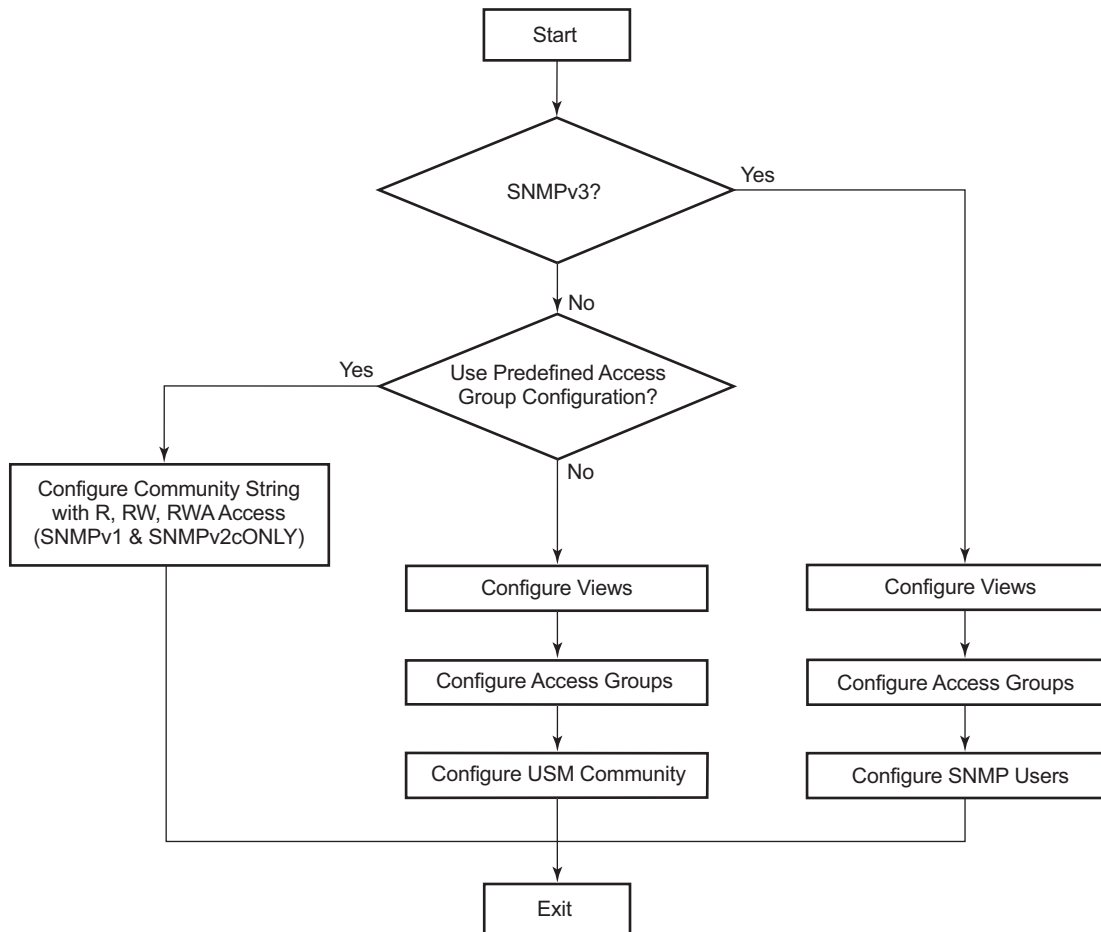 Start
SNMPv3?
Yes
No
Yes
Use Predefined Access
Group Configuration?
No
Configure Community String
with R, RW, RWA Access
(SNMPv1 & SNMPv2cONLY)
Configure Views
Configure Views
Configure Access Groups
Configure Access Groups
Configure USM Community
Configure SNMP Users
Exit